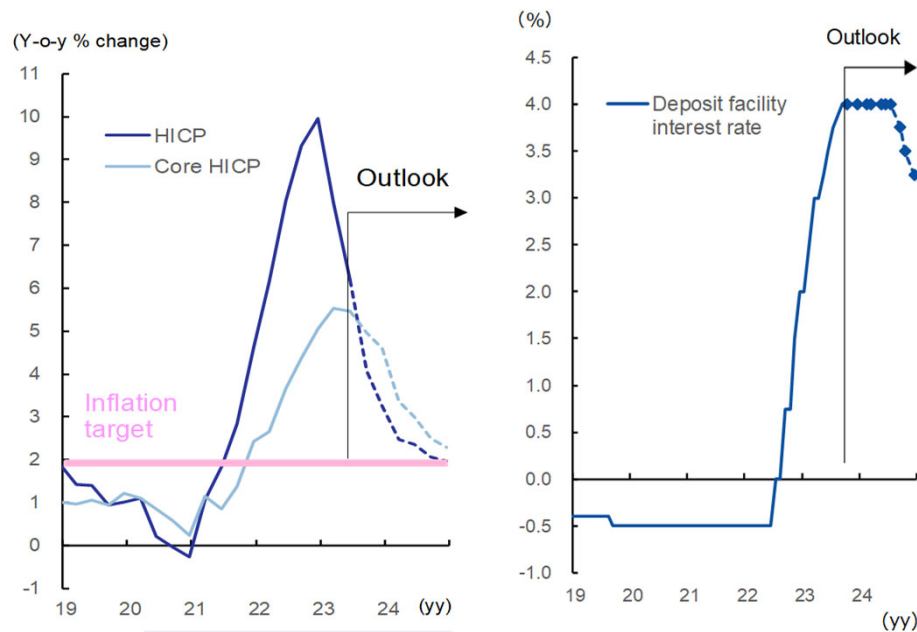 (Y-o-y % change)
11
10
9
8
7
6
5
4
3
2
1
0
-1
HICP
Core HICP
Outlook
Inflation
target
19 20 21 22 23 24 (yy)
(%)
4.5
4.0
3.5
3.0
2.5
2.0
1.5
1.0
0.5
0.0
-0.5
-1.0
Outlook
Deposit facility
interest rate
19 20 21 22 23 24
(yy)